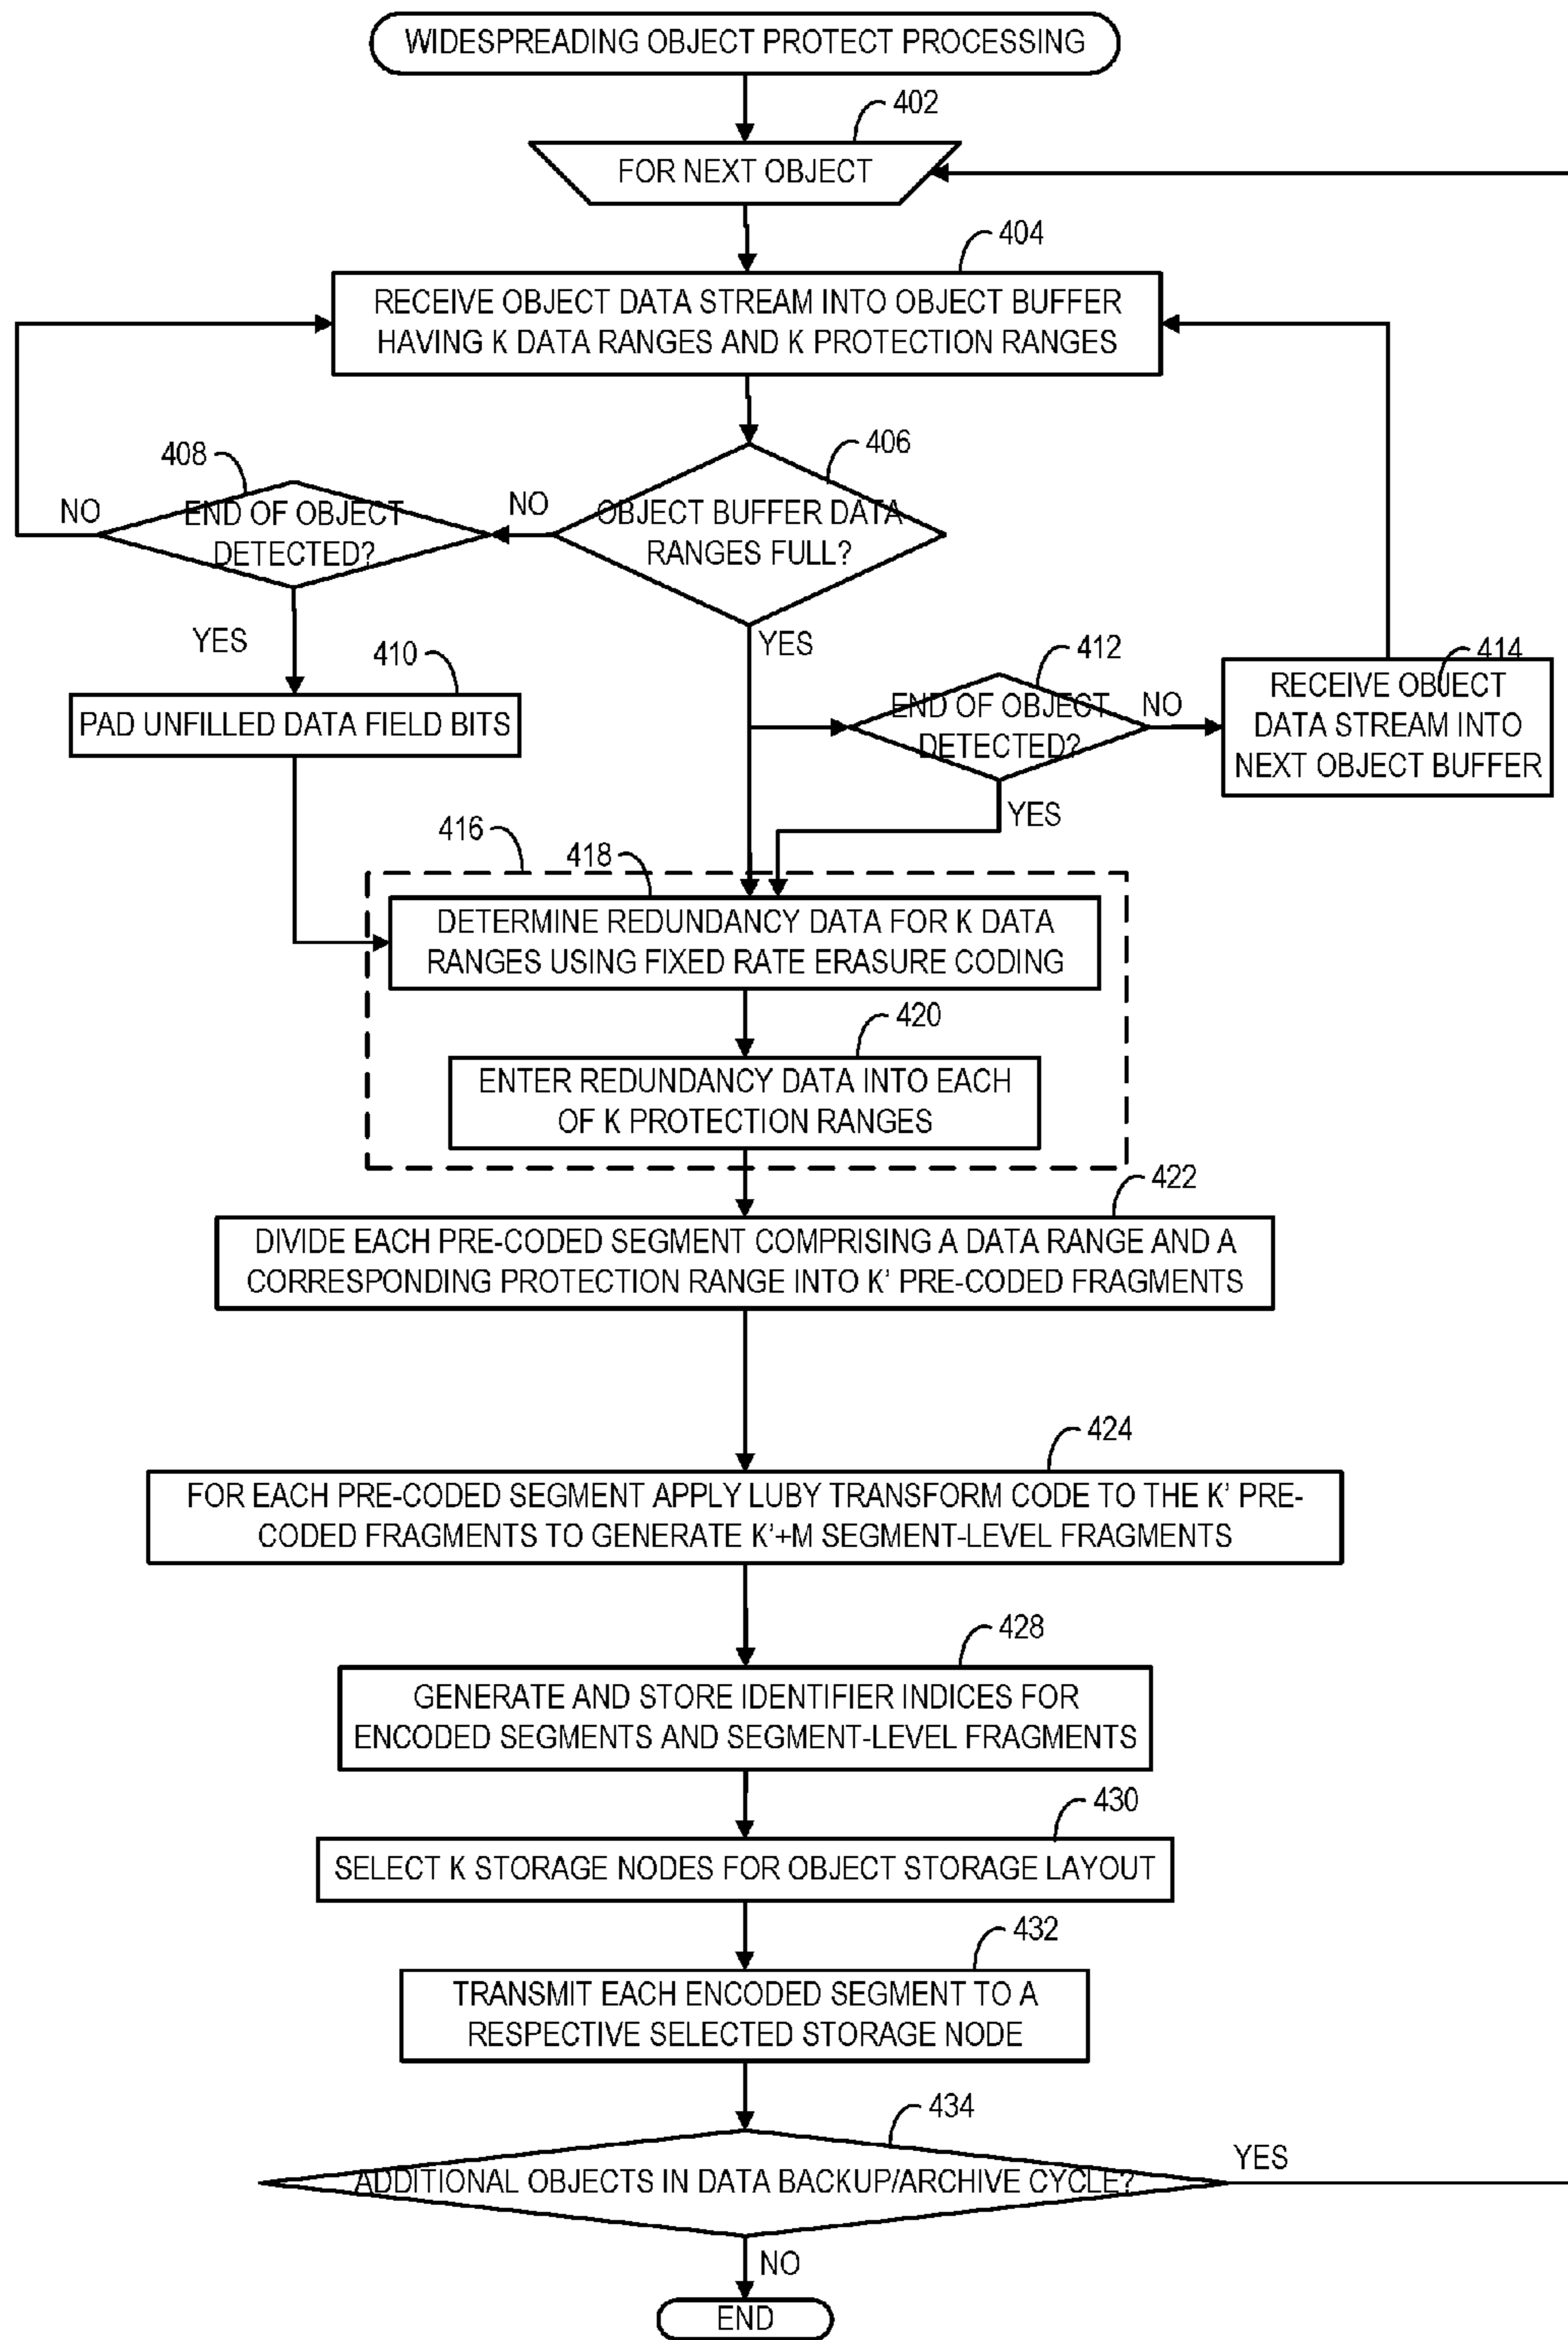 WIDESPREADING OBJECT PROTECT PROCESSING
402
FOR NEXT OBJECT
404
RECEIVE OBJECT DATA STREAM INTO OBJECT BUFFER
HAVING K DATA RANGES AND K PROTECTION RANGES
406
408
NO
END OF OBJECT
DETECTED?
NO
OBJECT BUFFER DATA
RANGES FULL?
YES
410
PAD UNFILLED DATA FIELD BITS
YES
412
END OF OBJECT
DETECTED?
NO
414
RECEIVE OBJECT
DATA STREAM INTO
NEXT OBJECT BUFFER
YES
416
418
DETERMINE REDUNDANCY DATA FOR K DATA
RANGES USING FIXED RATE ERASURE CODING
420
ENTER REDUNDANCY DATA INTO EACH
OF K PROTECTION RANGES
422
DIVIDE EACH PRE-CODED SEGMENT COMPRISING A DATA RANGE AND A
CORRESPONDING PROTECTION RANGE INTO K’ PRE-CODED FRAGMENTS
424
FOR EACH PRE-CODED SEGMENT APPLY LUBY TRANSFORM CODE TO THE K’ PRE-
CODED FRAGMENTS TO GENERATE K’+M SEGMENT-LEVEL FRAGMENTS
428
GENERATE AND STORE IDENTIFIER INDICES FOR
ENCODED SEGMENTS AND SEGMENT-LEVEL FRAGMENTS
430
SELECT K STORAGE NODES FOR OBJECT STORAGE LAYOUT
432
TRANSMIT EACH ENCODED SEGMENT TO A
RESPECTIVE SELECTED STORAGE NODE
434
ADDITIONAL OBJECTS IN DATA BACKUP/ARCHIVE CYCLE?
YES
NO
END